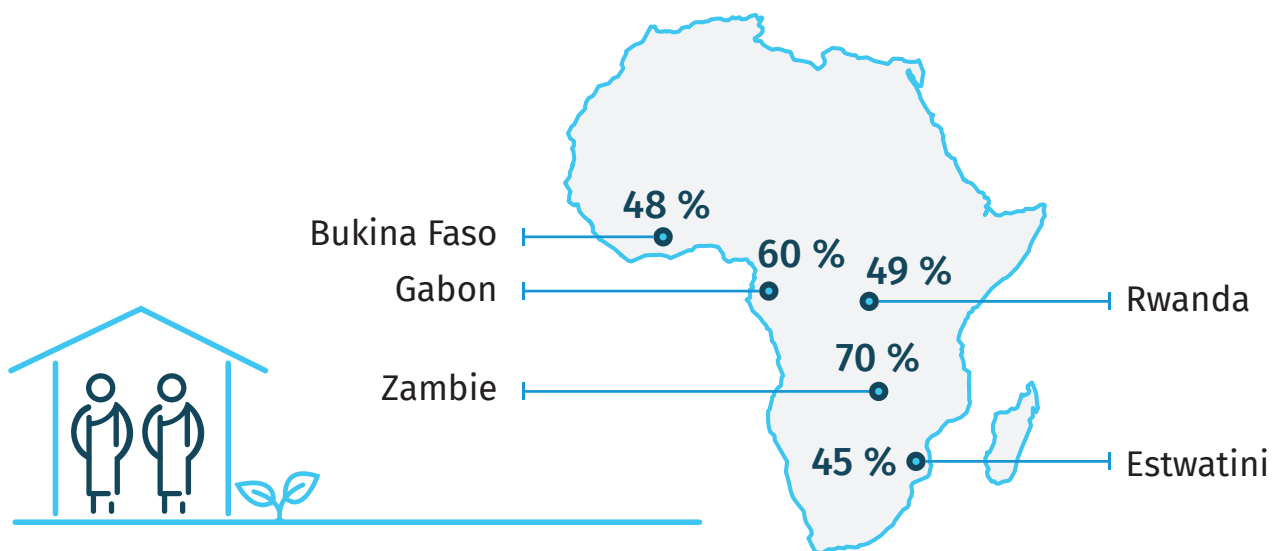 48 %
Bukina Faso
60 %
49 %
Gabon
Rwanda
70 %
Zambie
45 %
Estwatini